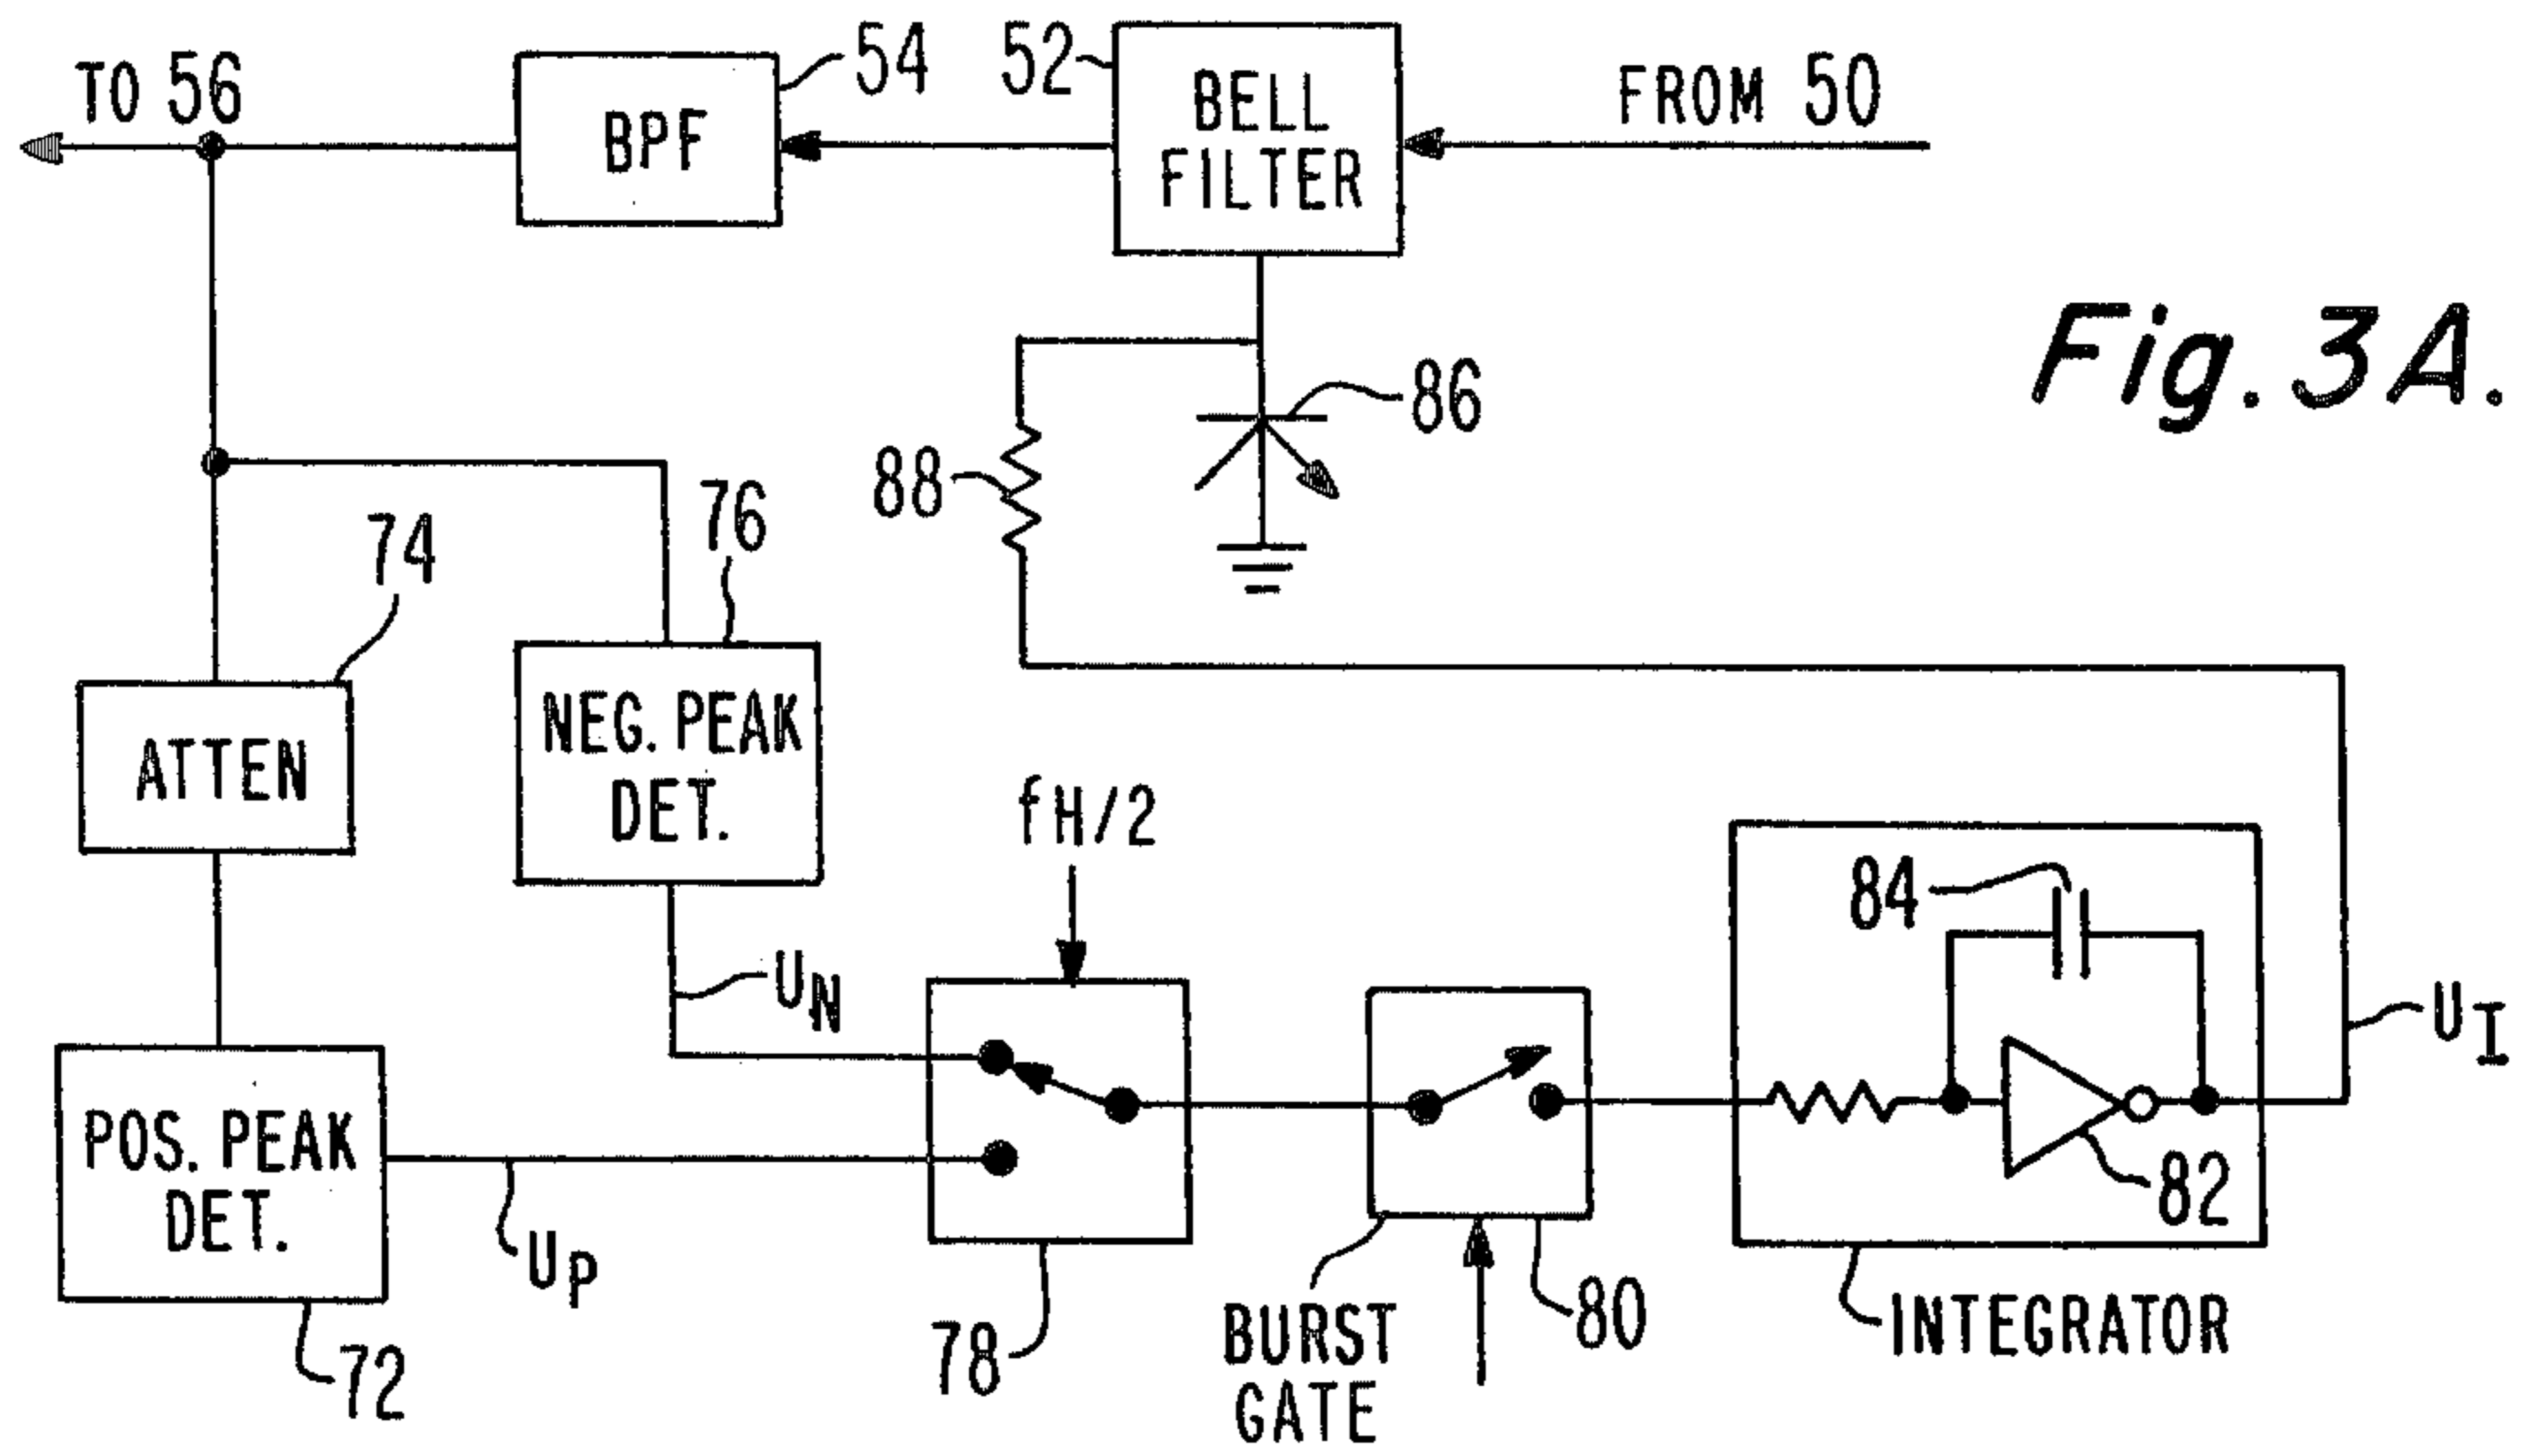 TO 56
54
BPF
52
BELL
FILTER
FROM 50
Fig. 3A.
86
88
74
76
ATTEN
NEG. PEAK
DET.
fH/2
84
UN
UI
POS. PEAK
DET.
UP
82
72
78
BURST
GATE
80
INTEGRATOR